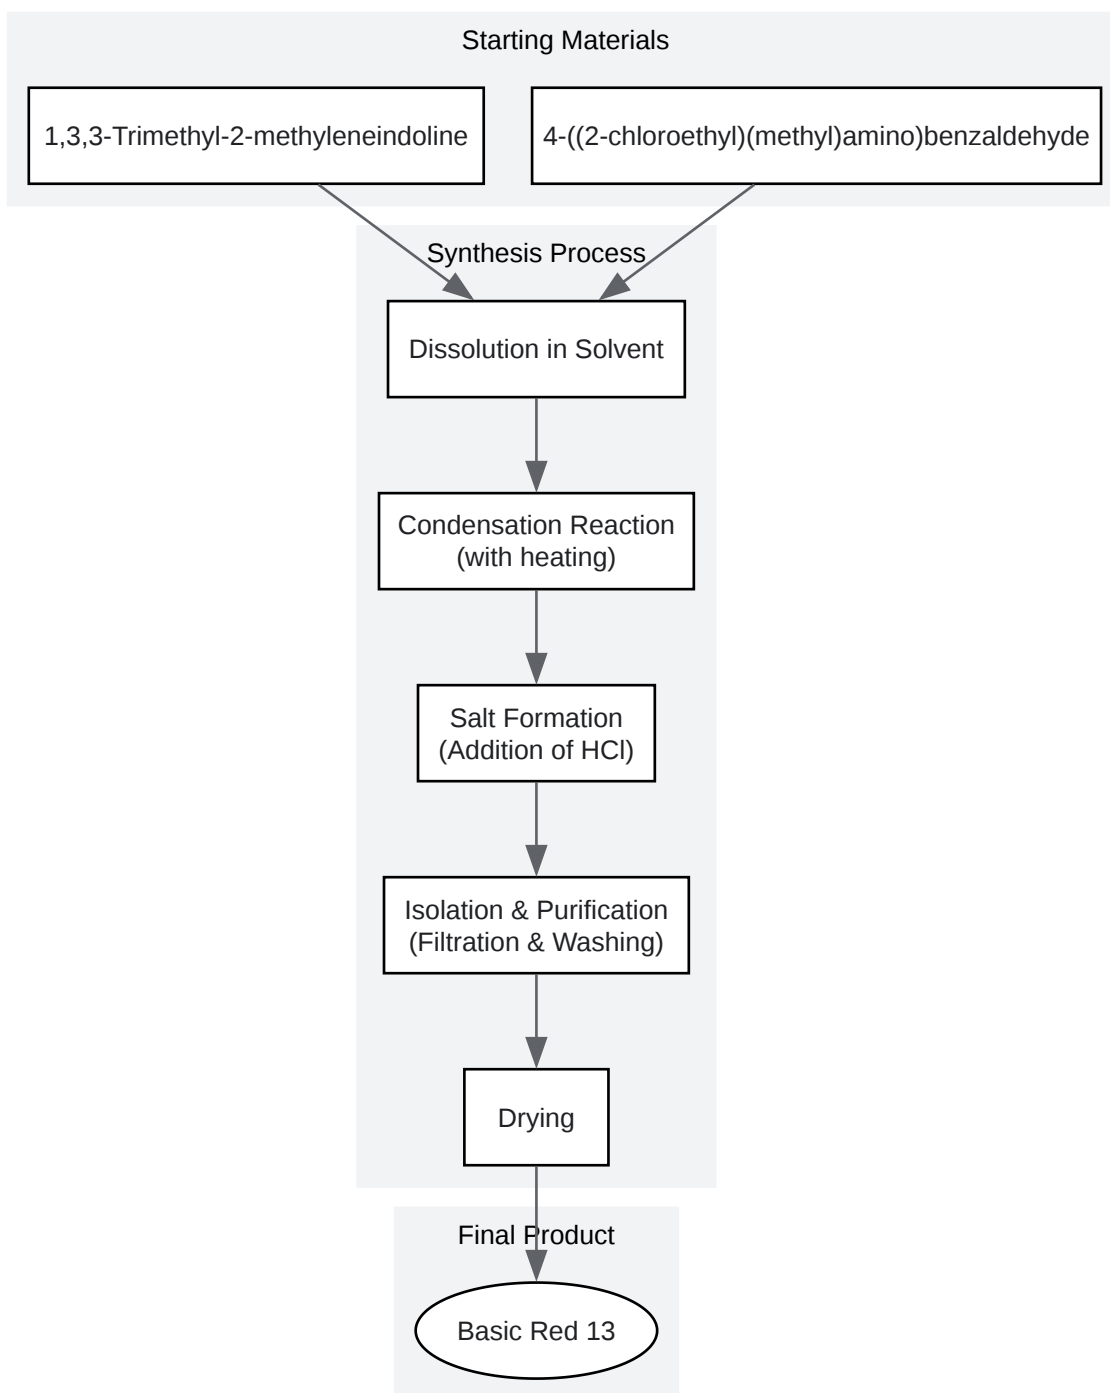 Starting Materials
1,3,3-Trimethyl-2-methyleneindoline
4-((2-chloroethyl)(methyl)amino)benzaldehyde
Synthesis Process
Dissolution in Solvent
Condensation Reaction
(with heating)
Salt Formation
(Addition of HCl)
Isolation & Purification
(Filtration & Washing)
Drying
Final Product
Basic Red 13